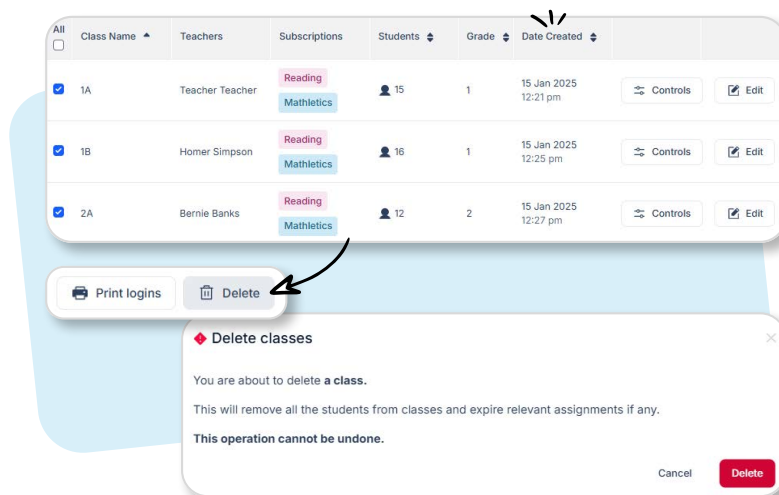 All
Class Name Teachers Subscriptions Students Grade Date Created
1A Teacher Teacher Reading Mathletics 15 1 15 Jan 2025 12:21 pm Controls Edit
1B Homer Simpson Reading Mathletics 16 1 15 Jan 2025 12:25 pm Controls Edit
2A Bernie Banks Reading Mathletics 12 2 15 Jan 2025 12:27 pm Controls Edit
Print logins Delete
Delete classes
You are about to delete a class.
This will remove all the students from classes and expire relevant assignments if any.
This operation cannot be undone.
Cancel Delete